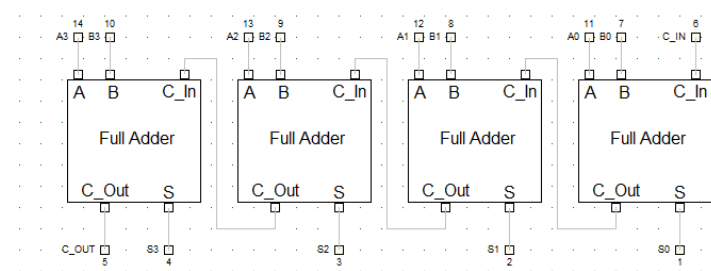 14 10 13 9 12 8 11 7 6
A3 B3 A2 B2 A1 B1 A0 B0 C_IN
A B C_In A B C_In A B C_In A B C_In
Full Adder Full Adder Full Adder Full Adder
C_Out S C_Out S C_Out S C_Out S
C_OUT S3 S2 S1 S0
5 4 3 2 1